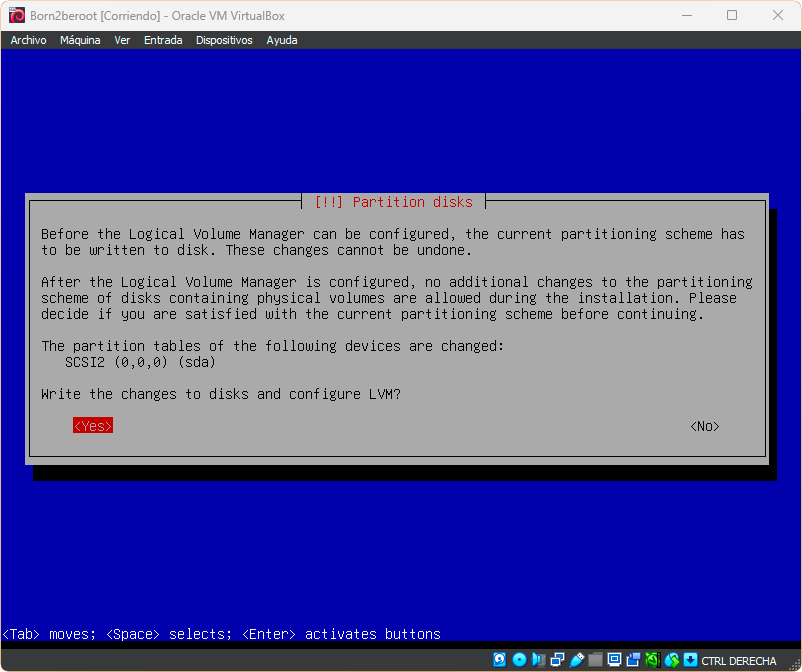 Born2beroot [Corriendo] - Oracle VM VirtualBox
Archivo Máquina Ver Entrada Dispositivos Ayuda
[!!] Partition disks
Before the Logical Volume Manager can be configured, the current partitioning scheme has
to be written to disk. These changes cannot be undone.
After the Logical Volume Manager is configured, no additional changes to the partitioning
scheme of disks containing physical volumes are allowed during the installation. Please
decide if you are satisfied with the current partitioning scheme before continuing.
The partition tables of the following devices are changed:
SCSI2 (0,0,0) (sda)
Write the changes to disks and configure LVM?
<Yes> <No>
<Tab> moves; <Space> selects; <Enter> activates buttons
CTRL DERECHA